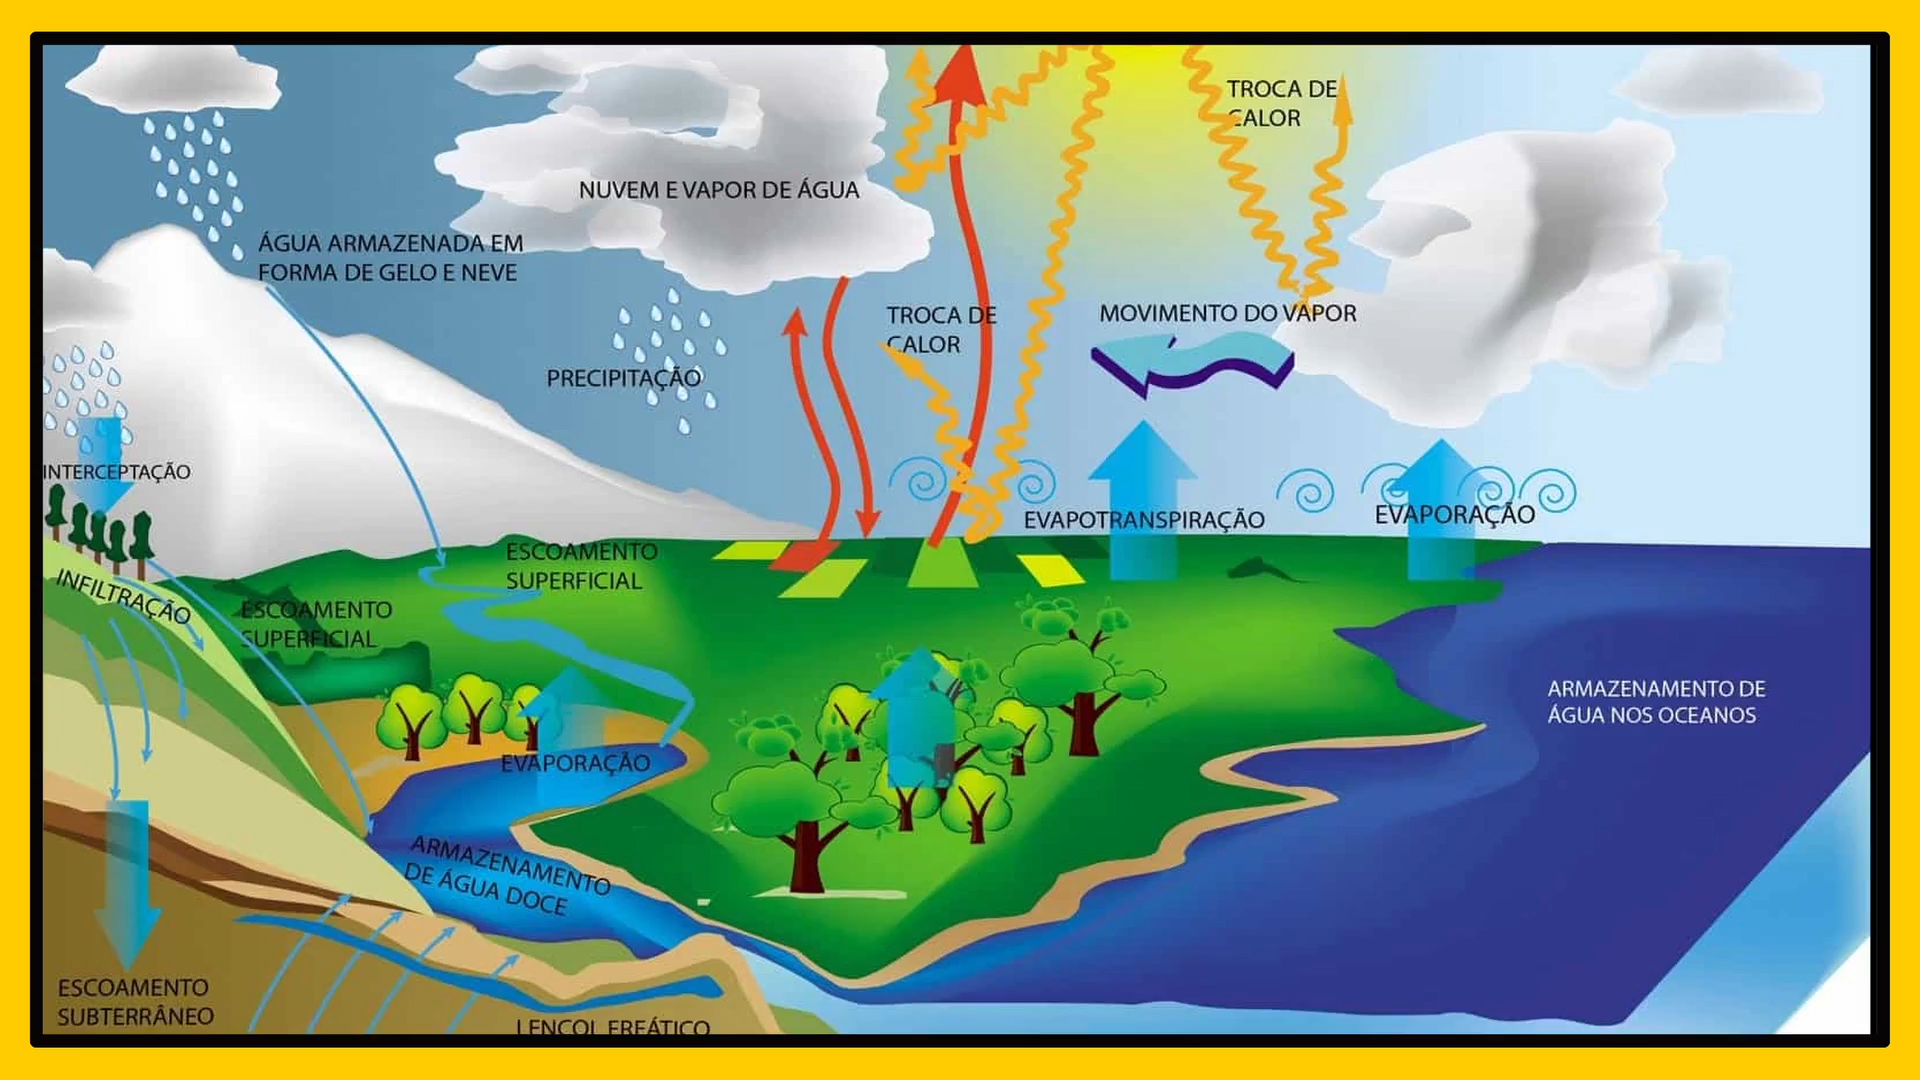 TROCA DE
CALOR
NUVEM E VAPOR DE ÁGUA
ÁGUA ARMAZENADA EM
FORMA DE GELO E NEVE
TROCA DE
CALOR
MOVIMENTO DO VAPOR
PRECIPITAÇÃO
INTERCEPTAÇÃO
EVAPOTRANSPIRAÇÃO
EVAPORAÇÃO
ESCOAMENTO
SUPERFICIAL
INFILTRAÇÃO
ESCOAMENTO
SUPERFICIAL
ARMAZENAMENTO DE
ÁGUA NOS OCEANOS
EVAPORAÇÃO
ARMAZENAMENTO
DE ÁGUA DOCE
ESCOAMENTO
SUBTERRÂNEO
LENÇOL FREÁTICO